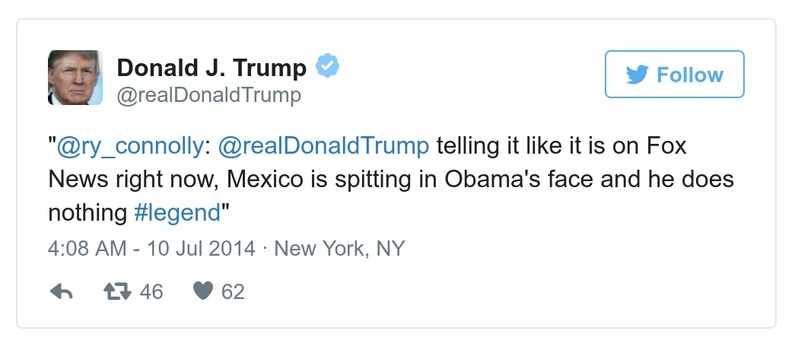 Donald J. Trump
@realDonaldTrump
Follow
"@ry_connolly: @realDonaldTrump telling it like it is on Fox
News right now, Mexico is spitting in Obama's face and he does
nothing #legend"
4:08 AM - 10 Jul 2014 · New York, NY
46 62